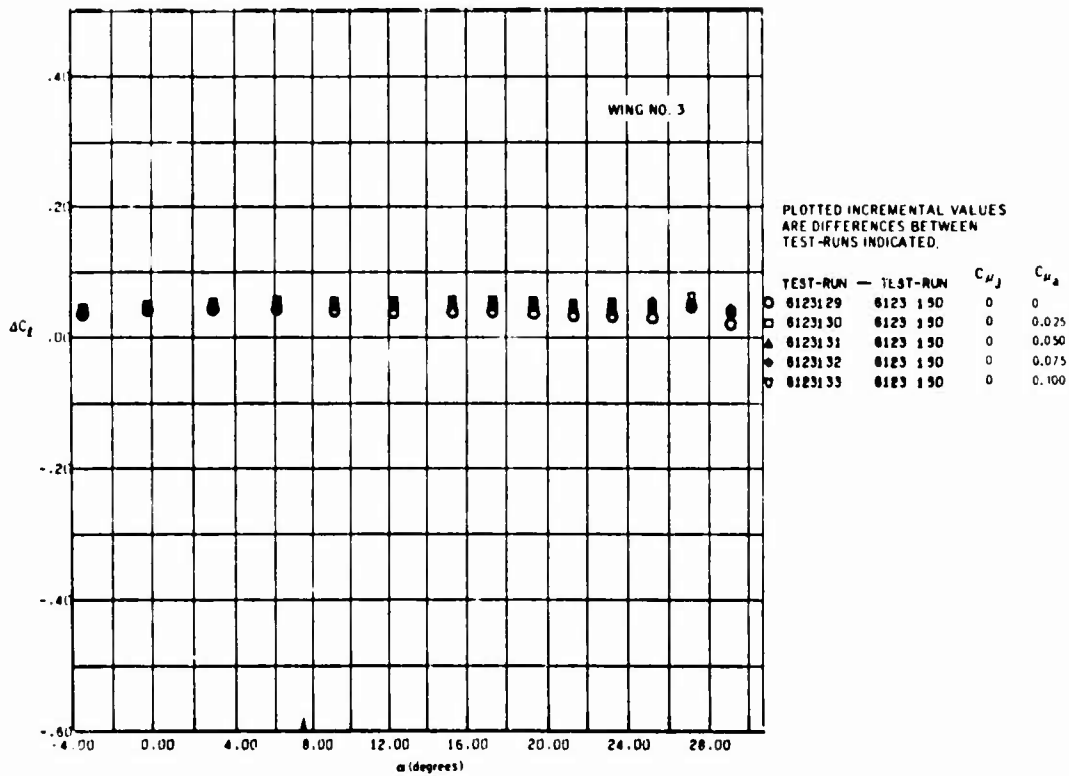 .40
WING NO. 3
.20
PLOTTED INCREMENTAL VALUES
ARE DIFFERENCES BETWEEN
TEST-RUNS INDICATED.
TEST-RUN — TEST-RUN CμJ Cμa
6123129 6123 150 0 0
6123130 6123 150 0 0.025
6123131 6123 150 0 0.050
6123132 6123 150 0 0.075
6123133 6123 150 0 0.100
ΔCℓ
.00
-.20
-.40
-.60
-4.00 0.00 4.00 8.00 12.00 16.00 20.00 24.00 28.00
α (degrees)